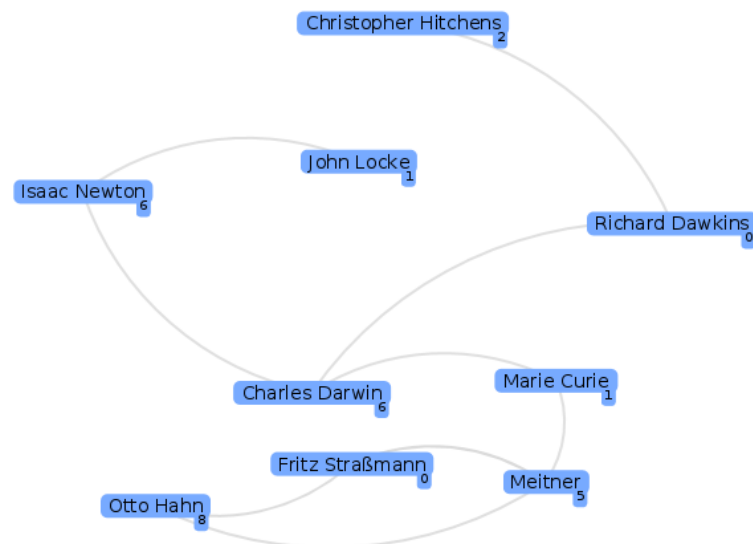 Christopher Hitchens
2
John Locke
1
Isaac Newton
6
Richard Dawkins
0
Charles Darwin
6
Marie Curie
1
Fritz Straßmann
0
Meitner
5
Otto Hahn
8